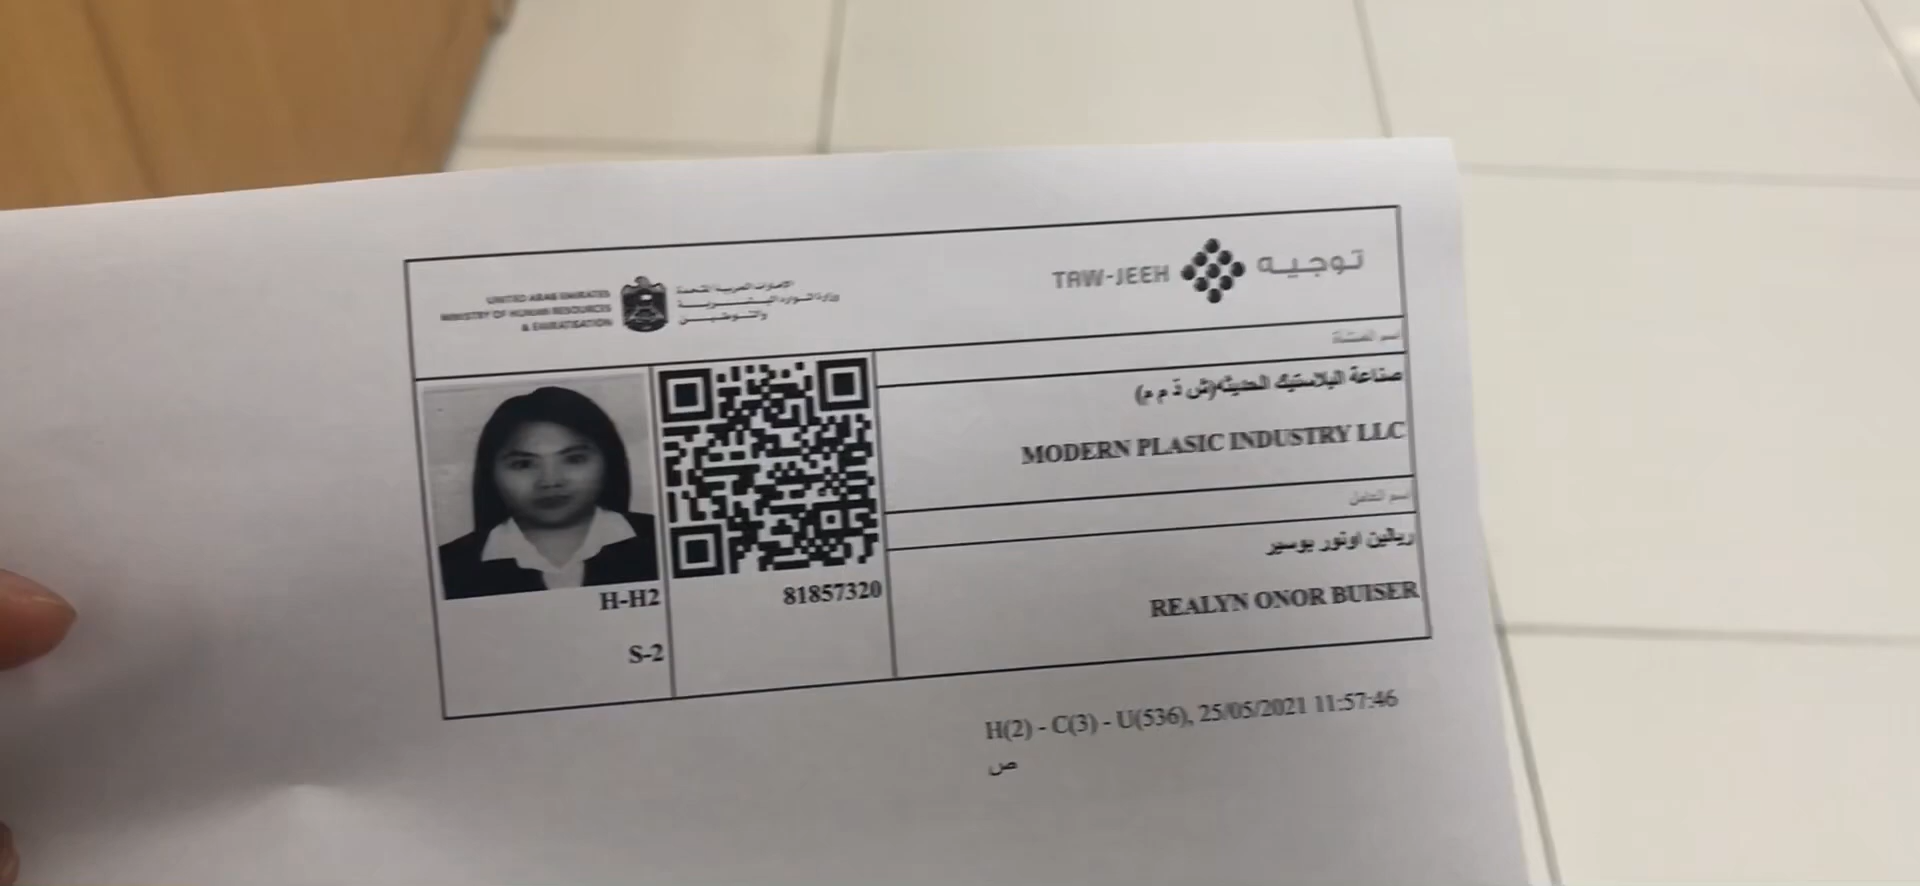 UNITED ARAB EMIRATES
MINISTRY OF HUMAN RESOURCES
& EMIRATISATION
الإمارات العربية المتحدة
وزارة الموارد البشرية
والتوطين
TAW-JEEH
توجيه
اسم المنشأة
صناعة البلاستيك الحديثه(ش ذ م م)
MODERN PLASIC INDUSTRY LLC
اسم العامل
ريالين اونور بوسير
REALYN ONOR BUISER
H-H2
S-2
81857320
H(2) - C(3) - U(536), 25/05/2021 11:57:46
ص